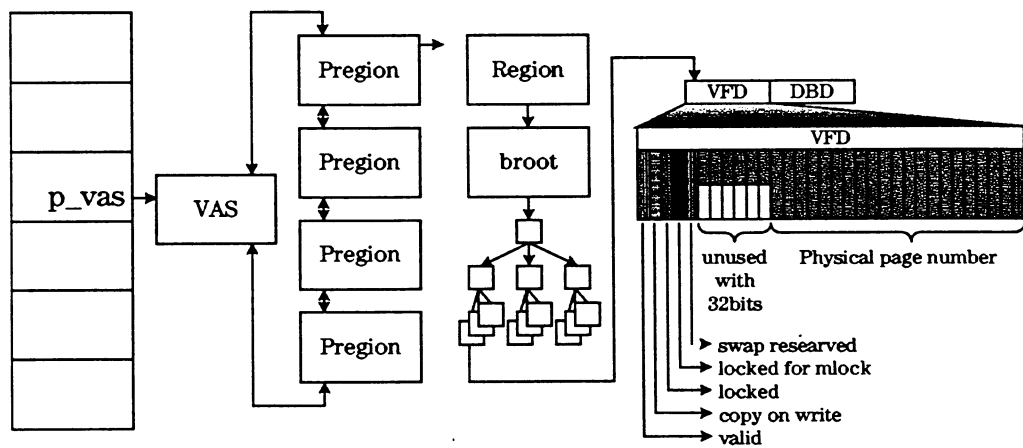 p_vas
VAS
Pregion
Pregion
Pregion
Pregion
Region
broot
VFD DBD
VFD
unused
with
32bits
Physical page number
swap researved
locked for mlock
locked
copy on write
valid